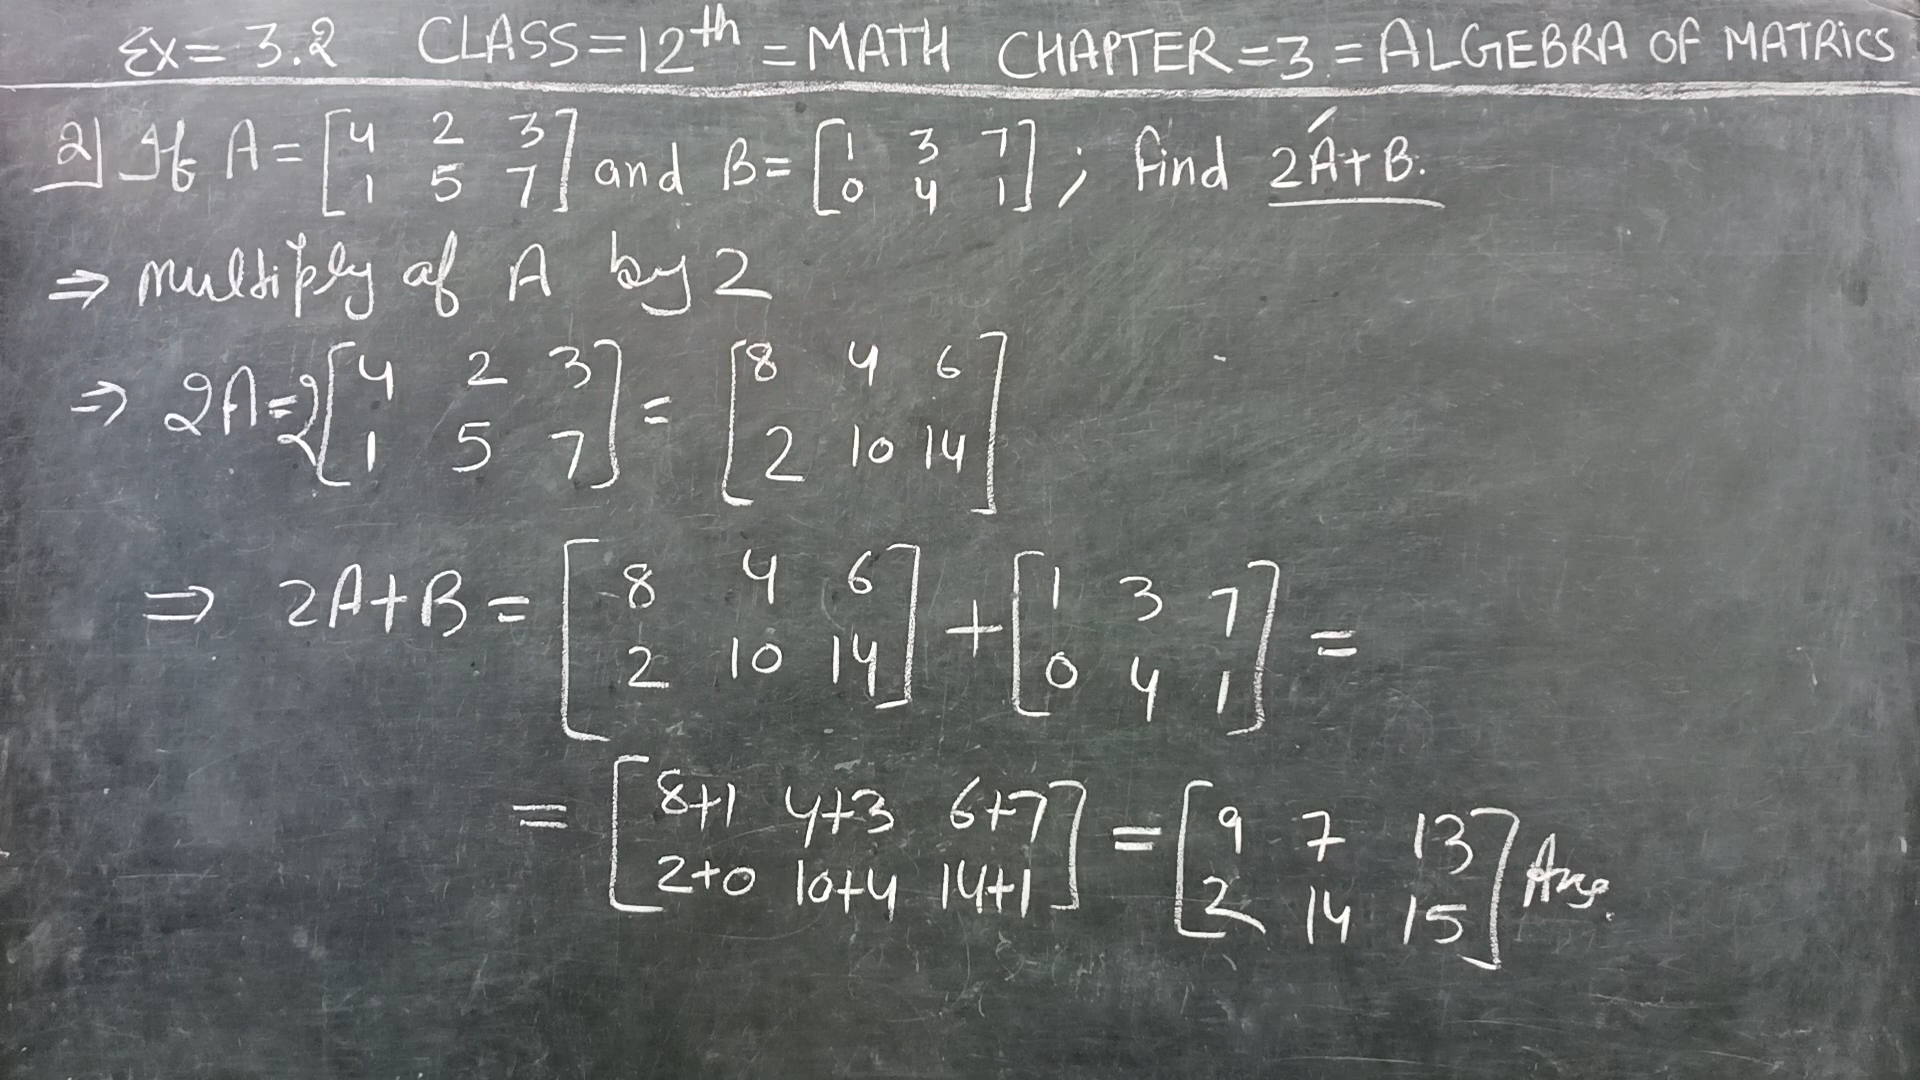 Ex= 3.2 CLASS=12th =MATH CHAPTER=3=ALGEBRA OF MATRICS
2) If A=[4 2 3] and B=[1 3 7]; find 2A+B.
[1 5 7] [0 4 1]
⇒ multiply of A by 2
⇒ 2A=2[4 2 3] = [8 4 6]
[1 5 7] [2 10 14]
⇒ 2A+B = [8 4 6] + [1 3 7] =
[2 10 14] [0 4 1]
= [8+1 4+3 6+7] = [9 7 13] Ans.
[2+0 10+4 14+1] [2 14 15]